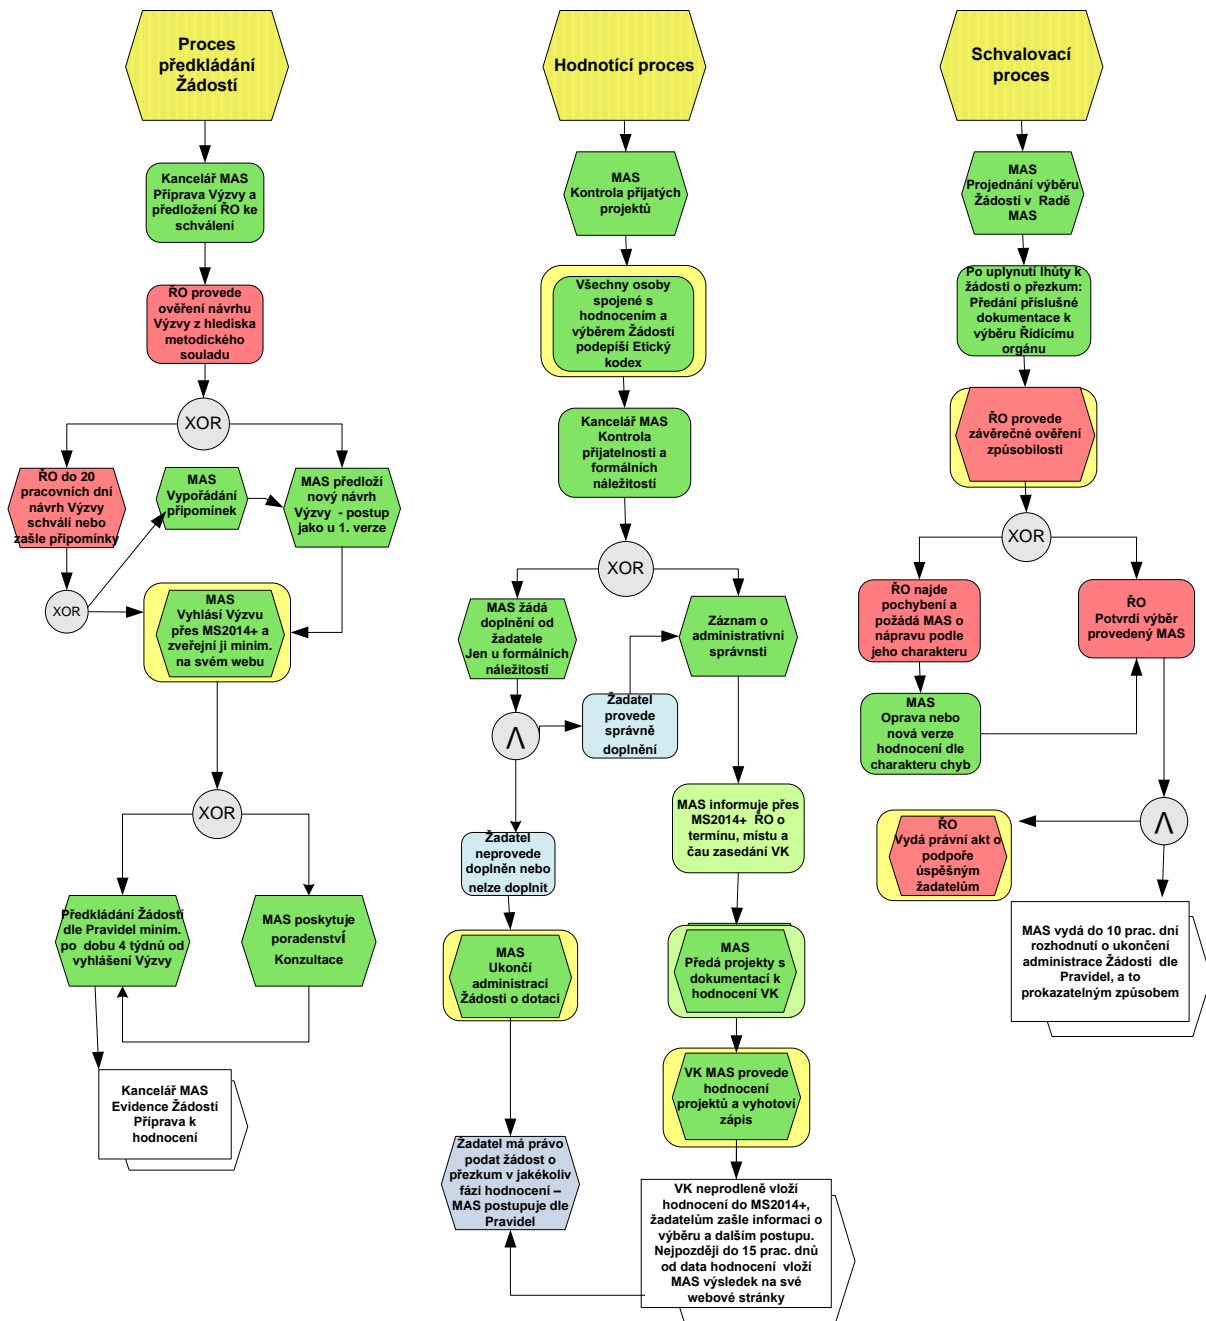 Proces
předkládání
Žádostí
Kancelář MAS
Příprava Výzvy a
předložení ŘO ke
schválení
ŘO provede
ověření návrhu
Výzvy z hlediska
metodického
souladu
XOR
ŘO do 20
pracovních dní
návrh Výzvy
schválí nebo
zašle připomínky
MAS
Vypořádání
připomínek
MAS předloží
nový návrh
Výzvy - postup
jako u 1. verze
XOR
MAS
Vyhlásí Výzvu
přes MS2014+ a
zveřejní ji minim.
na svém webu
XOR
Předkládání Žádostí
dle Pravidel minim.
po dobu 4 týdnů od
vyhlášení Výzvy
MAS poskytuje
poradenství
Konzultace
Kancelář MAS
Evidence Žádostí
Příprava k
hodnocení
Hodnotící proces
MAS
Kontrola přijatých
projektů
Všechny osoby
spojené s
hodnocením a
výběrem Žádostí
podepíší Etický
kodex
Kancelář MAS
Kontrola
přijatelnosti a
formálních
náležitostí
XOR
MAS žádá
doplnění od
žadatele
Jen u formálních
náležitostí
Záznam o
administrativní
správnsti
Λ
Žadatel
provede
správně
doplnění
Žadatel
neprovede
doplněn nebo
nelze doplnit
MAS informuje přes
MS2014+ ŘO o
termínu, místu a
čau zasedání VK
MAS
Ukončí
administraci
Žádosti o dotaci
MAS
Předá projekty s
dokumentací k
hodnocení VK
VK MAS provede
hodnocení
projektů a vyhotoví
zápis
Žadatel má právo
podat žádost o
přezkum v jakékoliv
fázi hodnocení –
MAS postupuje dle
Pravidel
VK neprodleně vloží
hodnocení do MS2014+,
žadatelům zašle informaci o
výběru a dalším postupu.
Nejpozději do 15 prac. dnů
od data hodnocení vloží
MAS výsledek na své
webové stránky
Schvalovací
proces
MAS
Projednání výběru
Žádostí v Radě
MAS
Po uplynutí lhůty k
žádosti o přezkum:
Předání příslušné
dokumentace k
výběru Řídícímu
orgánu
ŘO provede
závěrečné ověření
způsobilosti
XOR
ŘO najde
pochybení a
požádá MAS o
nápravu podle
jeho charakteru
ŘO
Potvrdí výběr
provedený MAS
MAS
Oprava nebo
nová verze
hodnocení dle
charakteru chyb
Λ
ŘO
Vydá právní akt o
podpoře
úspěšným
žadatelům
MAS vydá do 10 prac. dní
rozhodnutí o ukončení
administrace Žádosti dle
Pravidel, a to
prokazatelným způsobem